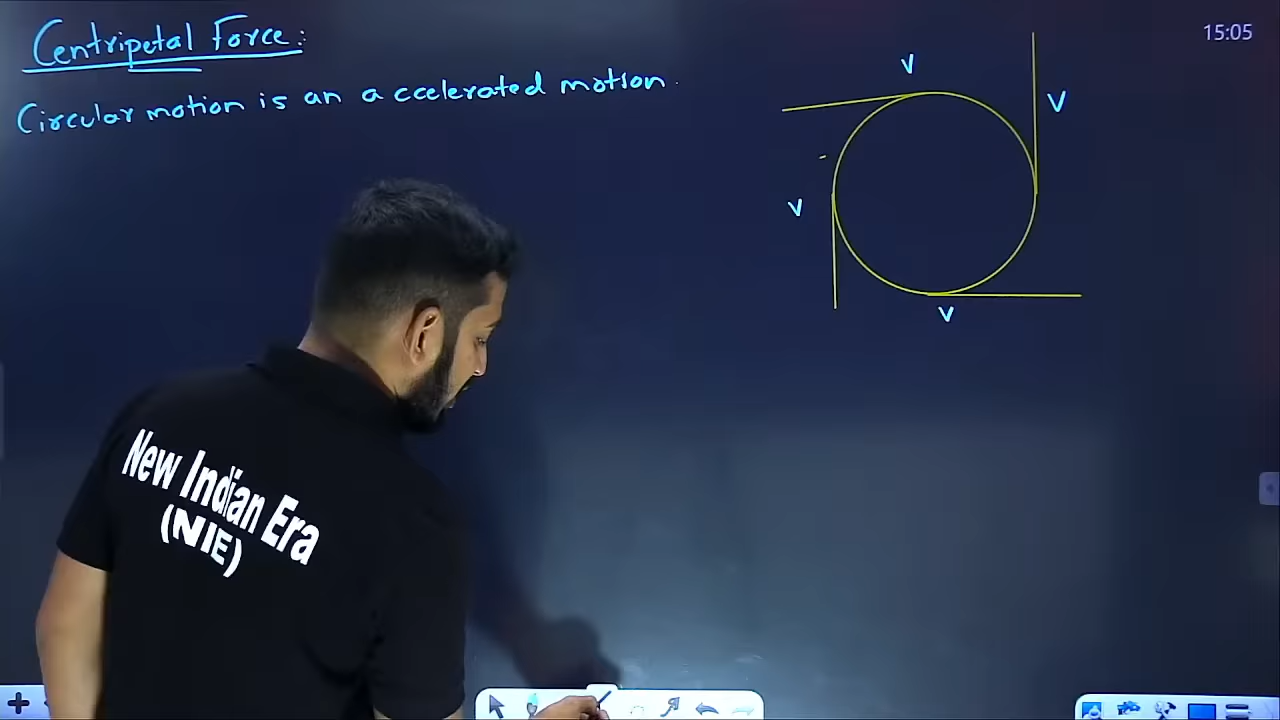 Centripetal Force:
Circular motion is an accelerated motion.
15:05
V
V
V
V
New Indian Era
(NIE)